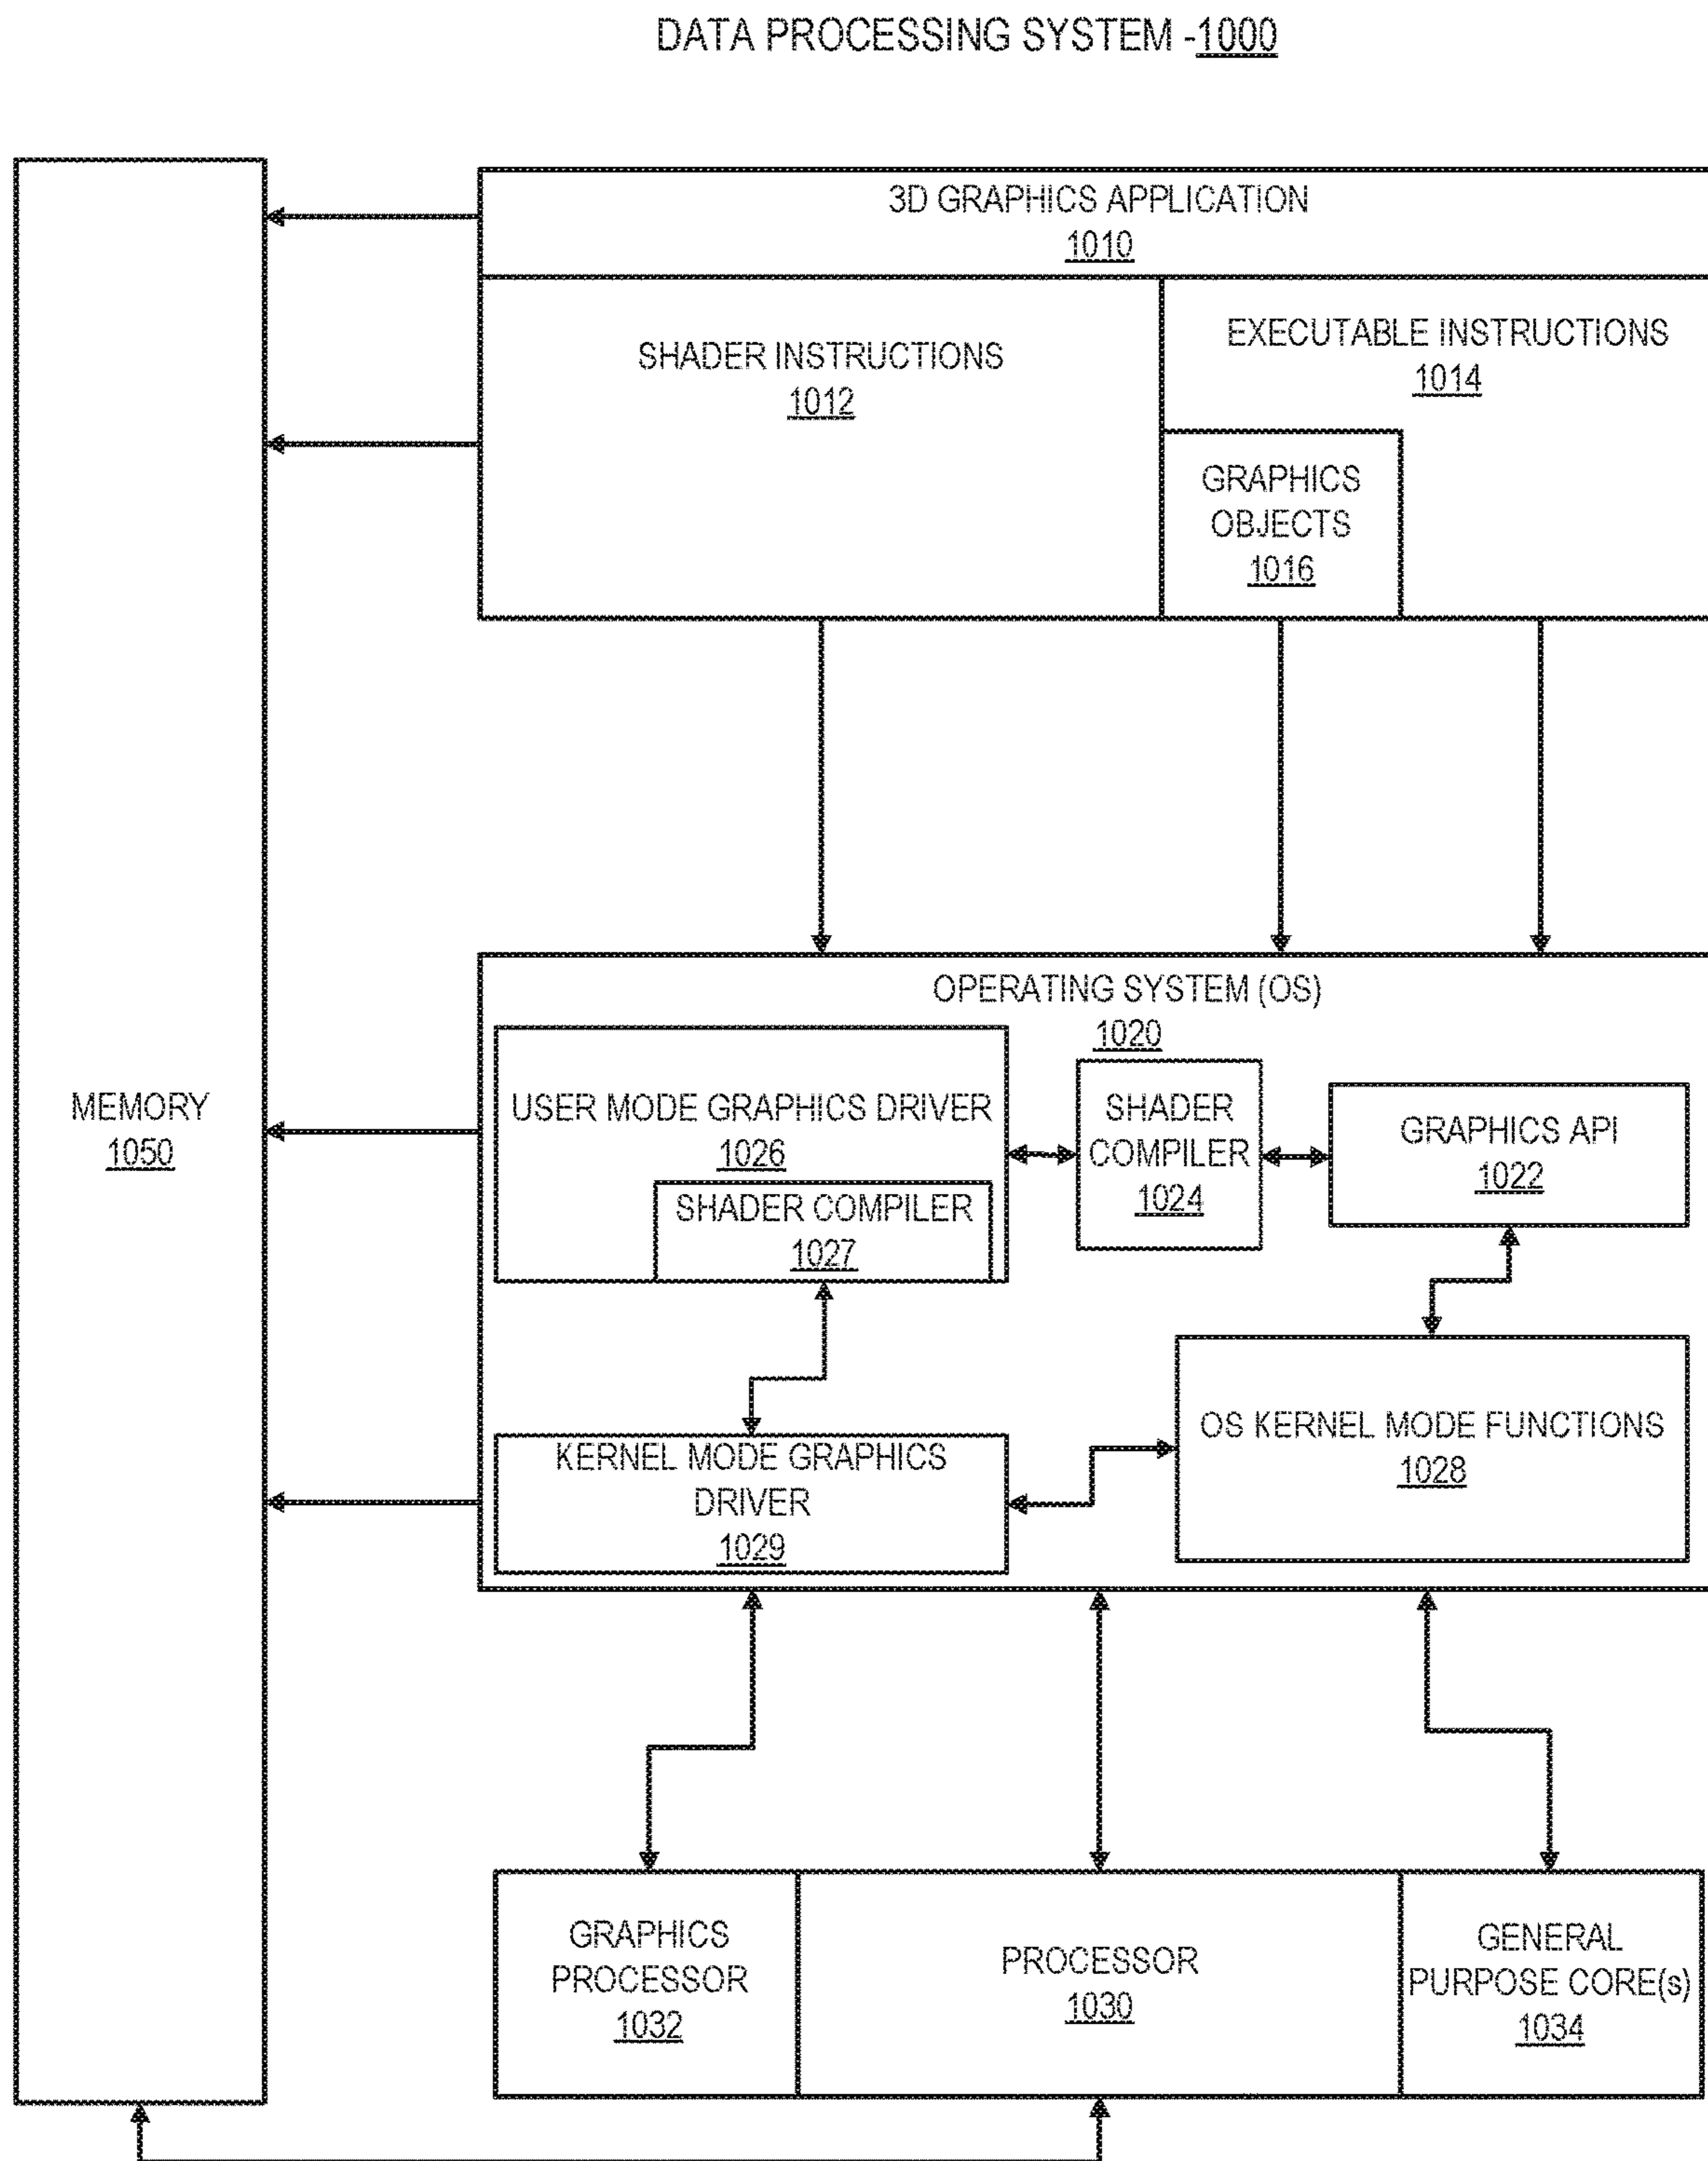 DATA PROCESSING SYSTEM -1000
3D GRAPHICS APPLICATION
1010
SHADER INSTRUCTIONS
1012
EXECUTABLE INSTRUCTIONS
1014
GRAPHICS
OBJECTS
1016
MEMORY
1050
OPERATING SYSTEM (OS)
1020
USER MODE GRAPHICS DRIVER
1026
SHADER COMPILER
1027
SHADER
COMPILER
1024
GRAPHICS API
1022
KERNEL MODE GRAPHICS
DRIVER
1029
OS KERNEL MODE FUNCTIONS
1028
GRAPHICS
PROCESSOR
1032
PROCESSOR
1030
GENERAL
PURPOSE CORE(s)
1034